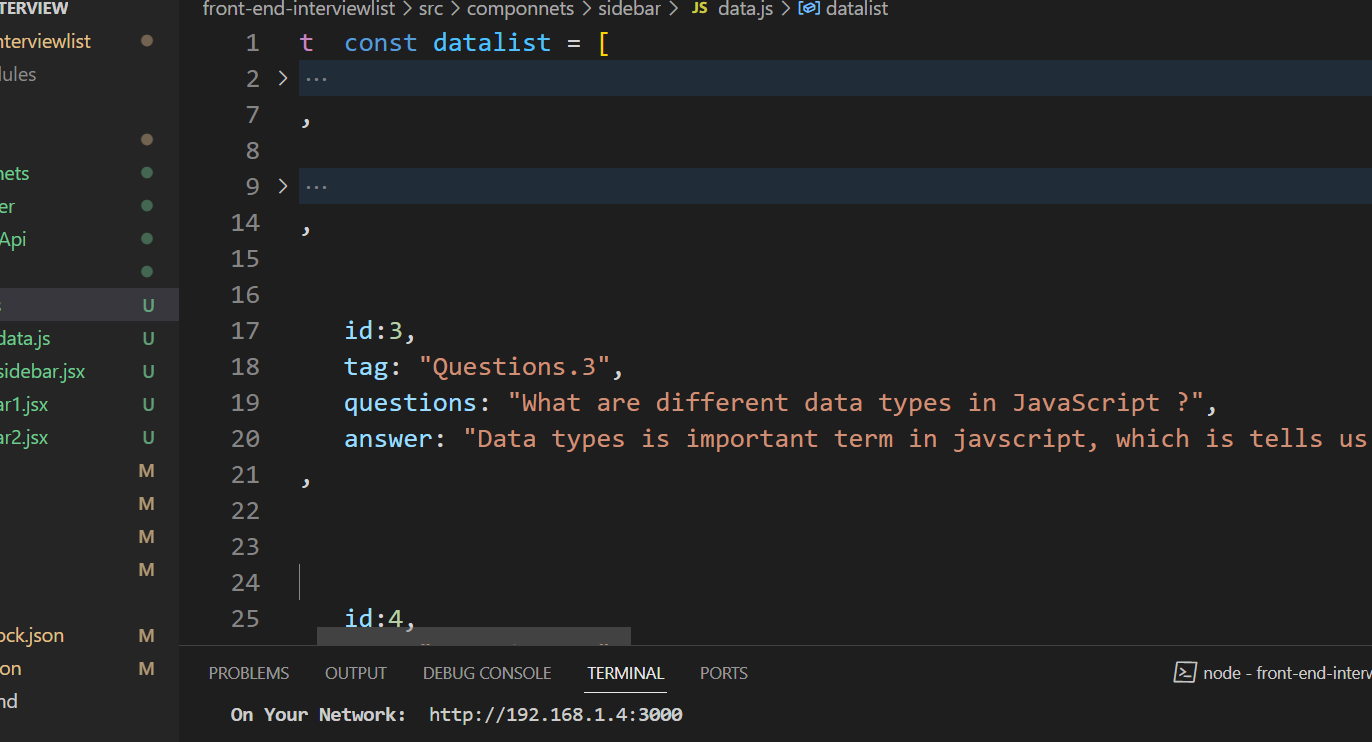 TERVIEW
front-end-interviewlist > src > componnets > sidebar > JS data.js > datalist
nterviewlist
lules
nets
er
Api
U
data.js U
sidebar.jsx U
ar1.jsx U
ar2.jsx U
M
M
M
M
ock.json M
on M
nd
1 t const datalist = [
2 > ...
7 ,
8
9 > ...
14 ,
15
16
17 id:3,
18 tag: "Questions.3",
19 questions: "What are different data types in JavaScript ?",
20 answer: "Data types is important term in javscript, which is tells us
21 ,
22
23
24
25 id:4,
PROBLEMS OUTPUT DEBUG CONSOLE TERMINAL PORTS node - front-end-interv
On Your Network: http://192.168.1.4:3000